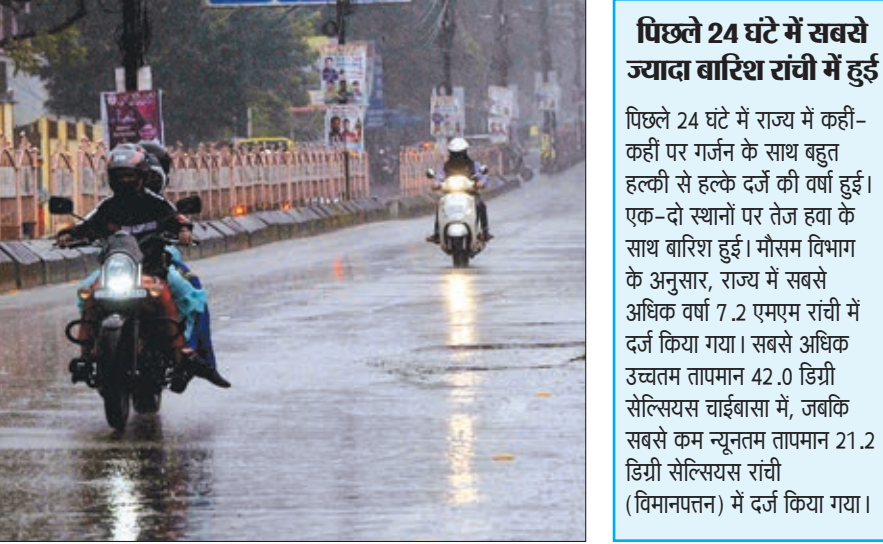 पिछले 24 घंटे में सबसे
ज्यादा बारिश रांची में हुई
पिछले 24 घंटे में राज्य में कहीं-
कहीं पर गर्जन के साथ बहुत
हल्की से हल्के दर्जे की वर्षा हुई।
एक-दो स्थानों पर तेज हवा के
साथ बारिश हुई। मौसम विभाग
के अनुसार, राज्य में सबसे
अधिक वर्षा 7.2 एमएम रांची में
दर्ज किया गया। सबसे अधिक
उच्चतम तापमान 42.0 डिग्री
सेल्सियस चाईबासा में, जबकि
सबसे कम न्यूनतम तापमान 21.2
डिग्री सेल्सियस रांची
(विमानपत्तन) में दर्ज किया गया।